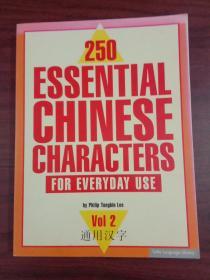 250
ESSENTIAL
CHINESE
CHARACTERS
FOR EVERYDAY USE
by Philip Yungkin Lee
Vol 2
通用汉字
Tuttle Language Library